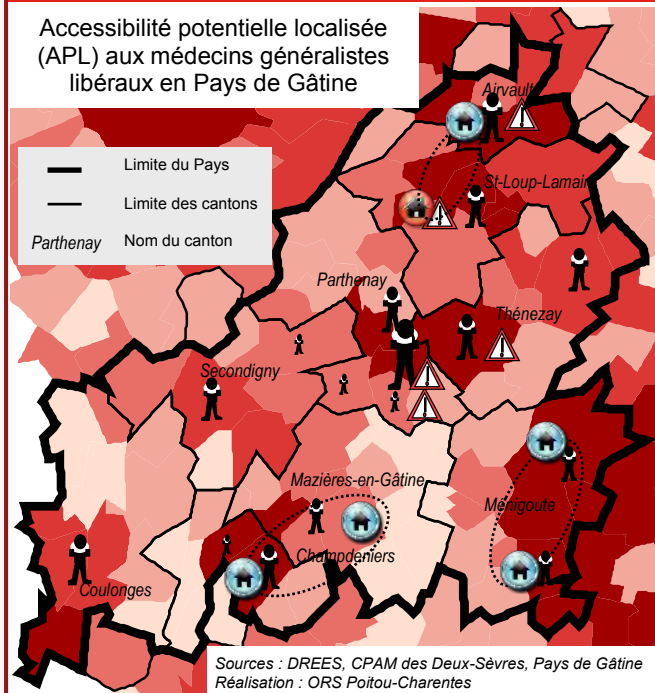 Accessibilité potentielle localisée
(APL) aux médecins généralistes
libéraux en Pays de Gâtine
Limite du Pays
Limite des cantons
Parthenay
Nom du canton
Airvault
St-Loup-Lamair
Parthenay
Thénezay
Secondigny
Mazières-en-Gâtine
Ménigoute
Champdeniers
Coulonges
Sources : DREES, CPAM des Deux-Sèvres, Pays de Gâtine
Réalisation : ORS Poitou-Charentes